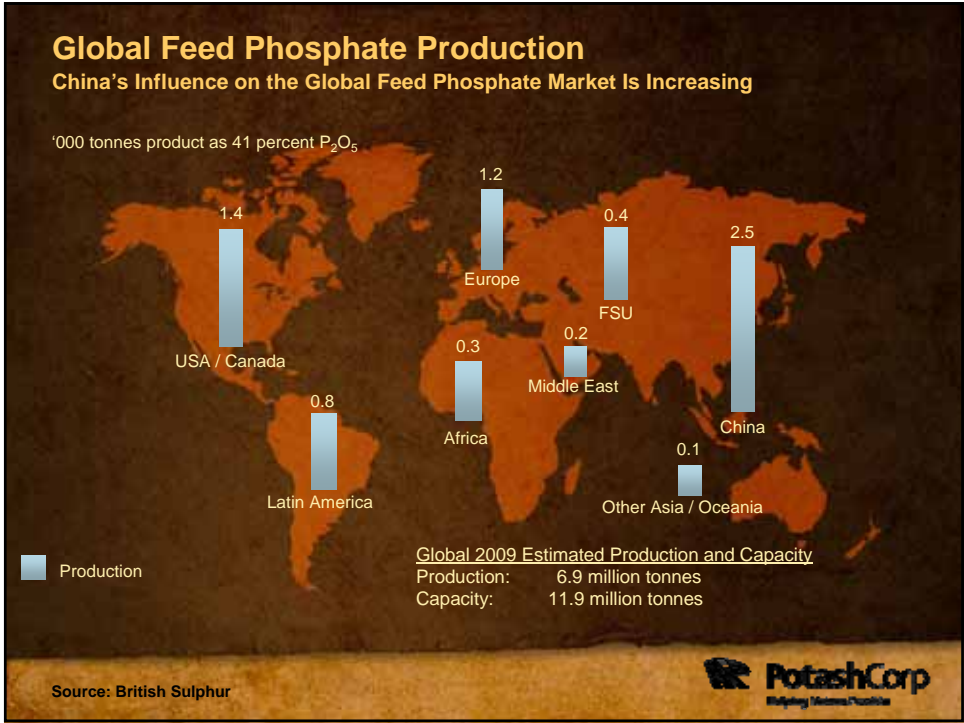 Global Feed Phosphate Production
China’s Influence on the Global Feed Phosphate Market Is Increasing
‘000 tonnes product as 41 percent P₂O₅
1.2
1.4
0.4
2.5
Europe
FSU
0.2
0.3
USA / Canada
Middle East
0.8
China
Africa
0.1
Latin America
Other Asia / Oceania
Global 2009 Estimated Production and Capacity
Production: 6.9 million tonnes
Capacity: 11.9 million tonnes
Production
Source: British Sulphur
PotashCorp
Helping Nature Provide